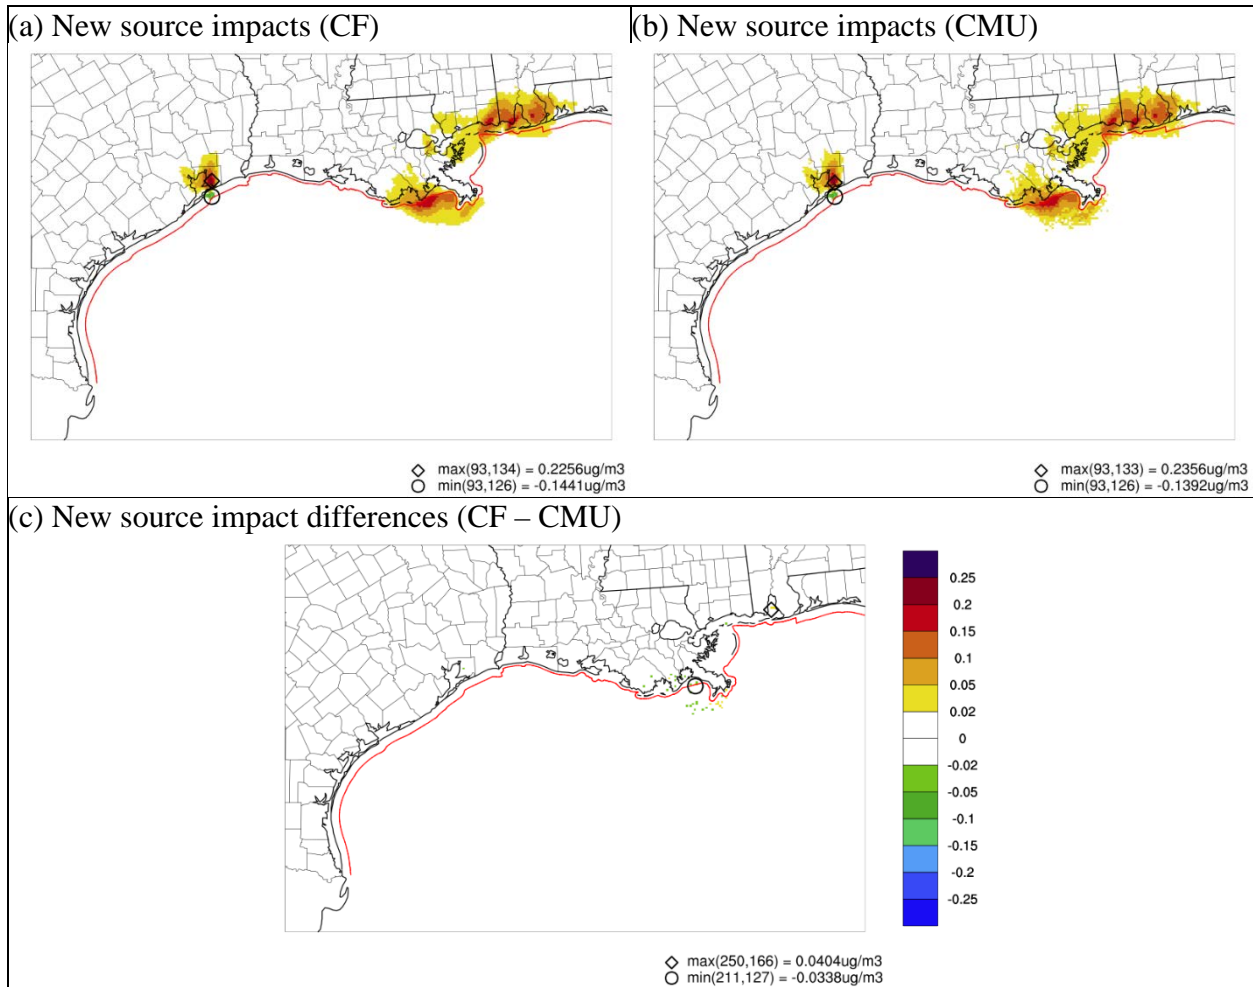 (a) New source impacts (CF)
(b) New source impacts (CMU)
max(93,134) = 0.2256ug/m3
min(93,126) = -0.1441ug/m3
max(93,133) = 0.2356ug/m3
min(93,126) = -0.1392ug/m3
(c) New source impact differences (CF – CMU)
0.25
0.2
0.15
0.1
0.05
0.02
0
-0.02
-0.05
-0.1
-0.15
-0.2
-0.25
max(250,166) = 0.0404ug/m3
min(211,127) = -0.0338ug/m3